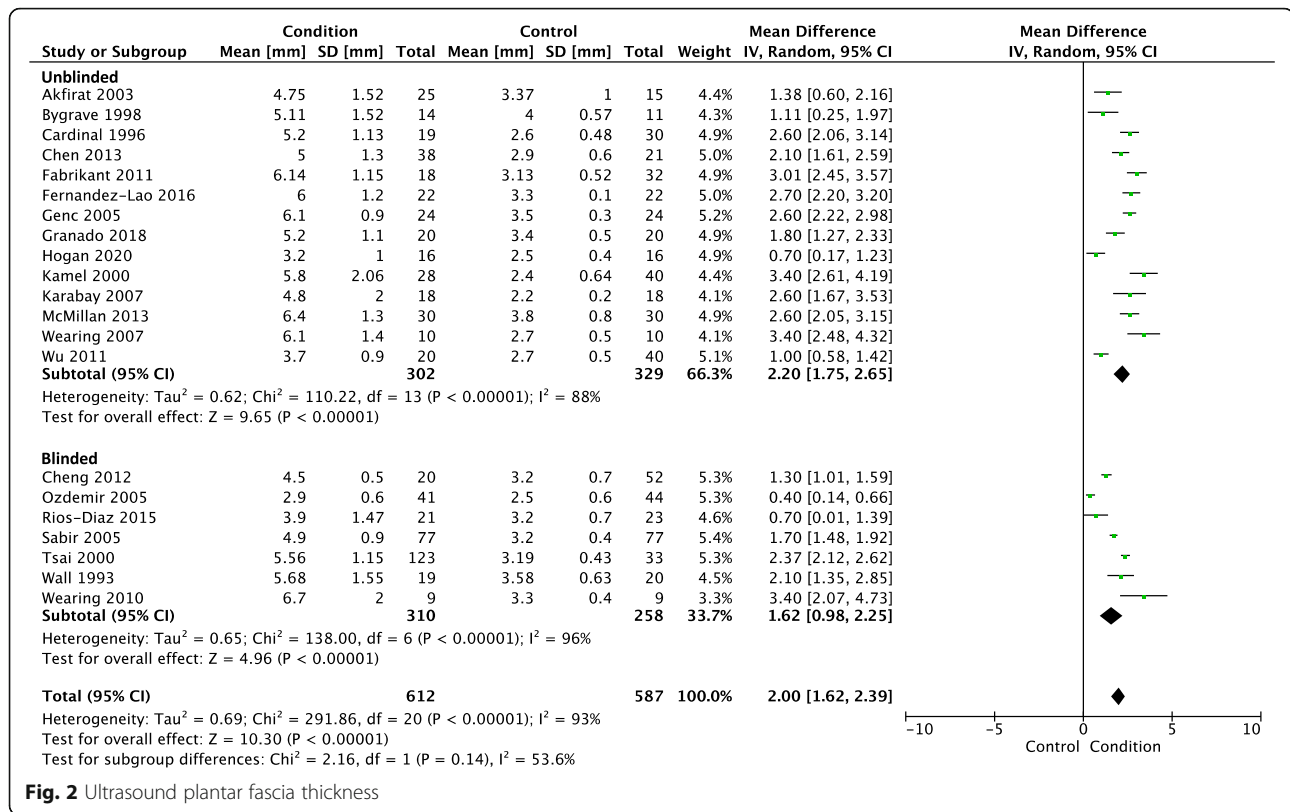 Condition Control Mean Difference Mean Difference
Study or Subgroup Mean [mm] SD [mm] Total Mean [mm] SD [mm] Total Weight IV, Random, 95% CI IV, Random, 95% CI
Unblinded
Akfirat 2003 4.75 1.52 25 3.37 1 15 4.4% 1.38 [0.60, 2.16]
Bygrave 1998 5.11 1.52 14 4 0.57 11 4.3% 1.11 [0.25, 1.97]
Cardinal 1996 5.2 1.13 19 2.6 0.48 30 4.9% 2.60 [2.06, 3.14]
Chen 2013 5 1.3 38 2.9 0.6 21 5.0% 2.10 [1.61, 2.59]
Fabrikant 2011 6.14 1.15 18 3.13 0.52 32 4.9% 3.01 [2.45, 3.57]
Fernandez-Lao 2016 6 1.2 22 3.3 0.1 22 5.0% 2.70 [2.20, 3.20]
Genc 2005 6.1 0.9 24 3.5 0.3 24 5.2% 2.60 [2.22, 2.98]
Granado 2018 5.2 1.1 20 3.4 0.5 20 4.9% 1.80 [1.27, 2.33]
Hogan 2020 3.2 1 16 2.5 0.4 16 4.9% 0.70 [0.17, 1.23]
Kamel 2000 5.8 2.06 28 2.4 0.64 40 4.4% 3.40 [2.61, 4.19]
Karabay 2007 4.8 2 18 2.2 0.2 18 4.1% 2.60 [1.67, 3.53]
McMillan 2013 6.4 1.3 30 3.8 0.8 30 4.9% 2.60 [2.05, 3.15]
Wearing 2007 6.1 1.4 10 2.7 0.5 10 4.1% 3.40 [2.48, 4.32]
Wu 2011 3.7 0.9 20 2.7 0.5 40 5.1% 1.00 [0.58, 1.42]
Subtotal (95% CI) 302 329 66.3% 2.20 [1.75, 2.65]
Heterogeneity: Tau² = 0.62; Chi² = 110.22, df = 13 (P < 0.00001); I² = 88%
Test for overall effect: Z = 9.65 (P < 0.00001)
Blinded
Cheng 2012 4.5 0.5 20 3.2 0.7 52 5.3% 1.30 [1.01, 1.59]
Ozdemir 2005 2.9 0.6 41 2.5 0.6 44 5.3% 0.40 [0.14, 0.66]
Rios-Diaz 2015 3.9 1.47 21 3.2 0.7 23 4.6% 0.70 [0.01, 1.39]
Sabir 2005 4.9 0.9 77 3.2 0.4 77 5.4% 1.70 [1.48, 1.92]
Tsai 2000 5.56 1.15 123 3.19 0.43 33 5.3% 2.37 [2.12, 2.62]
Wall 1993 5.68 1.55 19 3.58 0.63 20 4.5% 2.10 [1.35, 2.85]
Wearing 2010 6.7 2 9 3.3 0.4 9 3.3% 3.40 [2.07, 4.73]
Subtotal (95% CI) 310 258 33.7% 1.62 [0.98, 2.25]
Heterogeneity: Tau² = 0.65; Chi² = 138.00, df = 6 (P < 0.00001); I² = 96%
Test for overall effect: Z = 4.96 (P < 0.00001)
Total (95% CI) 612 587 100.0% 2.00 [1.62, 2.39]
Heterogeneity: Tau² = 0.69; Chi² = 291.86, df = 20 (P < 0.00001); I² = 93%
Test for overall effect: Z = 10.30 (P < 0.00001)
Test for subgroup differences: Chi² = 2.16, df = 1 (P = 0.14), I² = 53.6%
-10 -5 0 5 10
Control Condition
Fig. 2 Ultrasound plantar fascia thickness